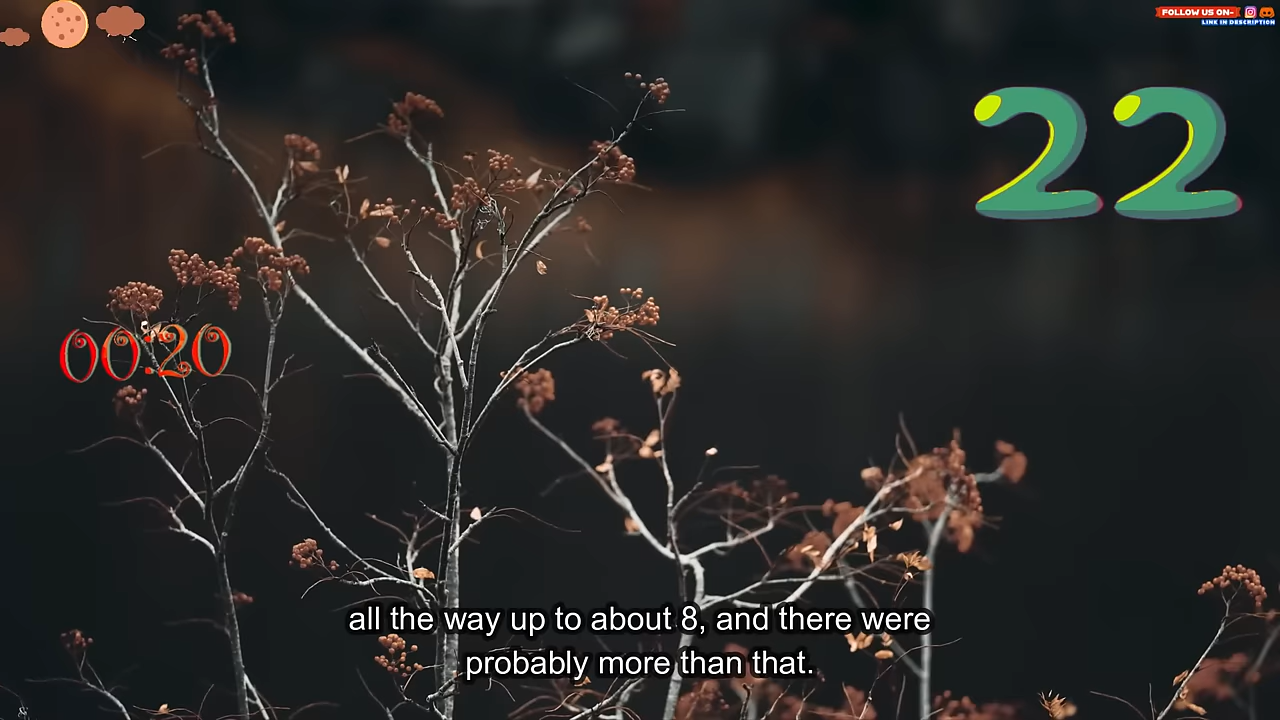 FOLLOW US ON-
LINK IN DESCRIPTION
22
00:20
all the way up to about 8, and there were
probably more than that.